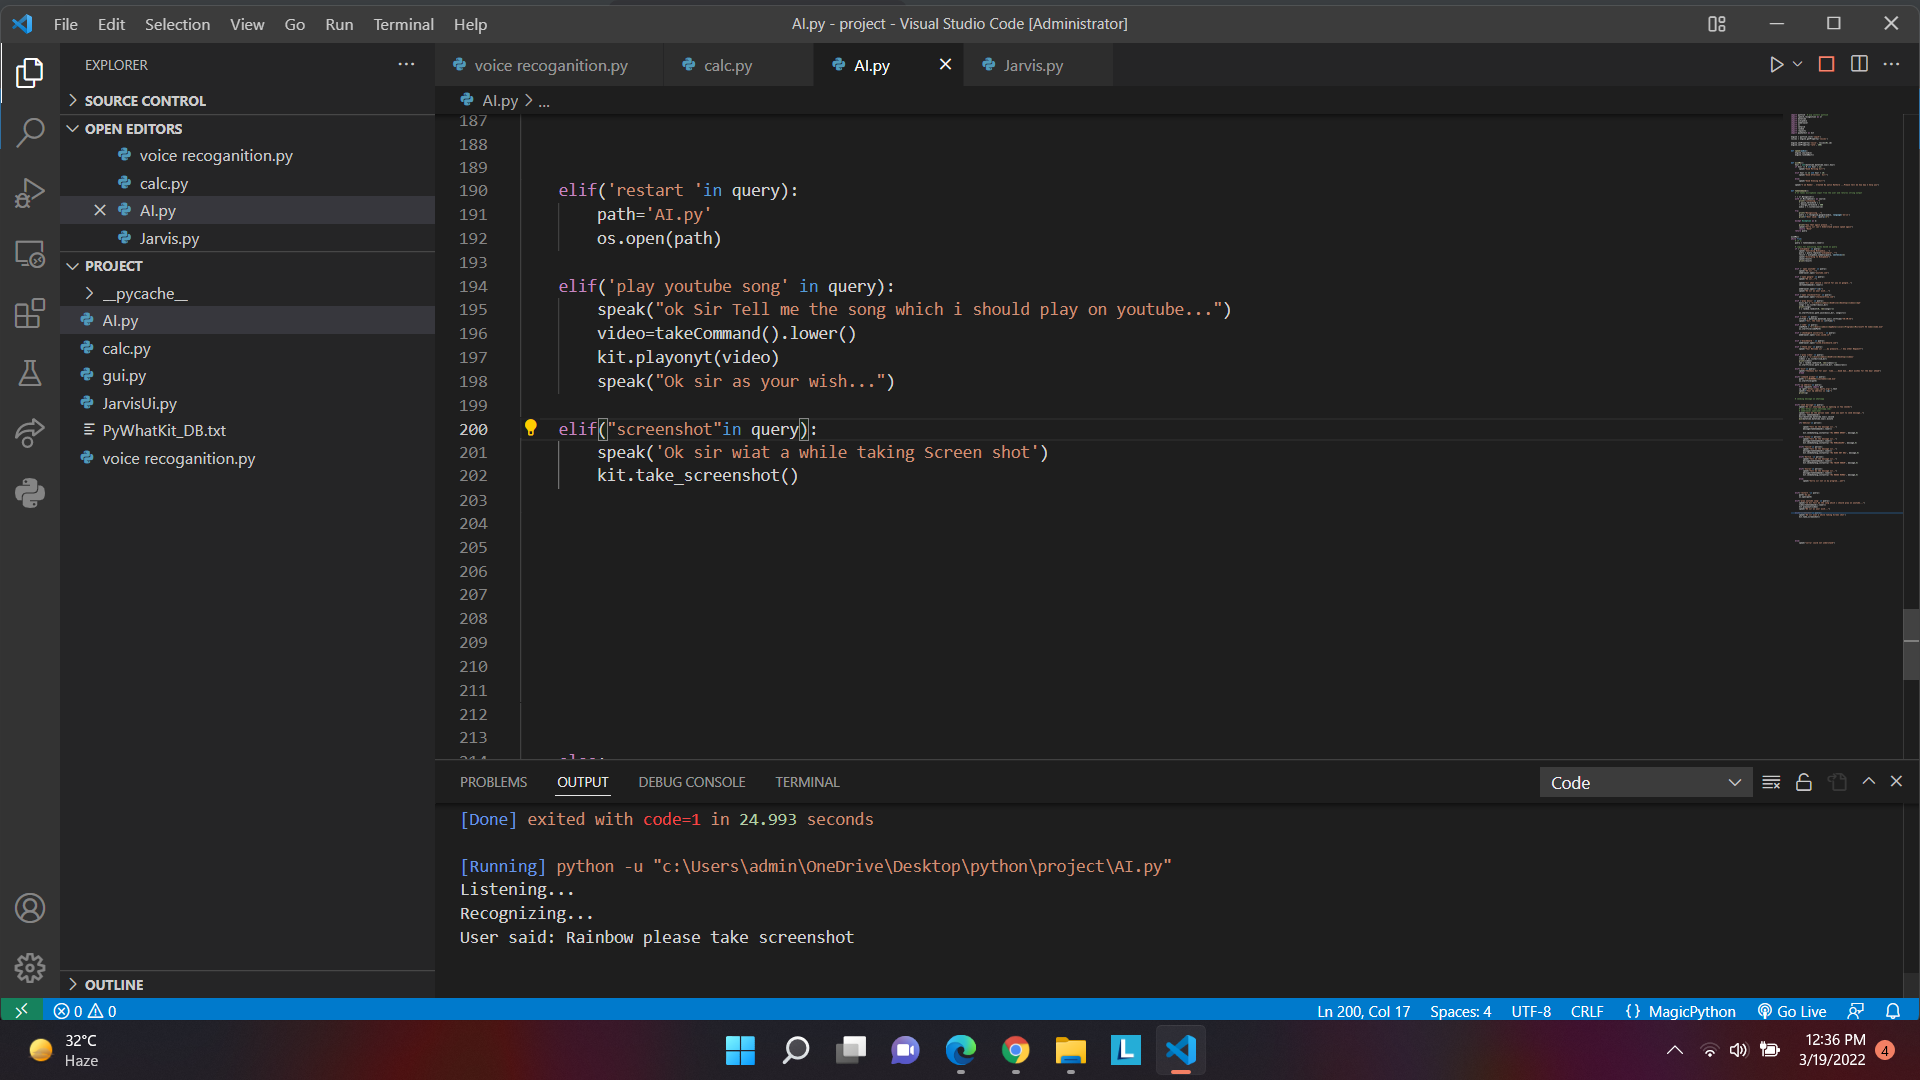 File Edit Selection View Go Run Terminal Help
AI.py - project - Visual Studio Code [Administrator]
EXPLORER
SOURCE CONTROL
OPEN EDITORS
voice recoganition.py
calc.py
AI.py
Jarvis.py
PROJECT
__pycache__
AI.py
calc.py
gui.py
JarvisUi.py
PyWhatKit_DB.txt
voice recoganition.py
OUTLINE
voice recoganition.py calc.py AI.py Jarvis.py
AI.py > ...
187
188
189
190 elif('restart 'in query):
191 path='AI.py'
192 os.open(path)
193
194 elif('play youtube song' in query):
195 speak("ok Sir Tell me the song which i should play on youtube...")
196 video=takeCommand().lower()
197 kit.playonyt(video)
198 speak("Ok sir as your wish...")
199
200 elif("screenshot"in query):
201 speak('Ok sir wiat a while taking Screen shot')
202 kit.take_screenshot()
203
204
205
206
207
208
209
210
211
212
213
PROBLEMS OUTPUT DEBUG CONSOLE TERMINAL
Code
[Done] exited with code=1 in 24.993 seconds
[Running] python -u "c:\Users\admin\OneDrive\Desktop\python\project\AI.py"
Listening...
Recognizing...
User said: Rainbow please take screenshot
0 0
Ln 200, Col 17 Spaces: 4 UTF-8 CRLF {} MagicPython Go Live
32°C
Haze
L
12:36 PM
3/19/2022
4